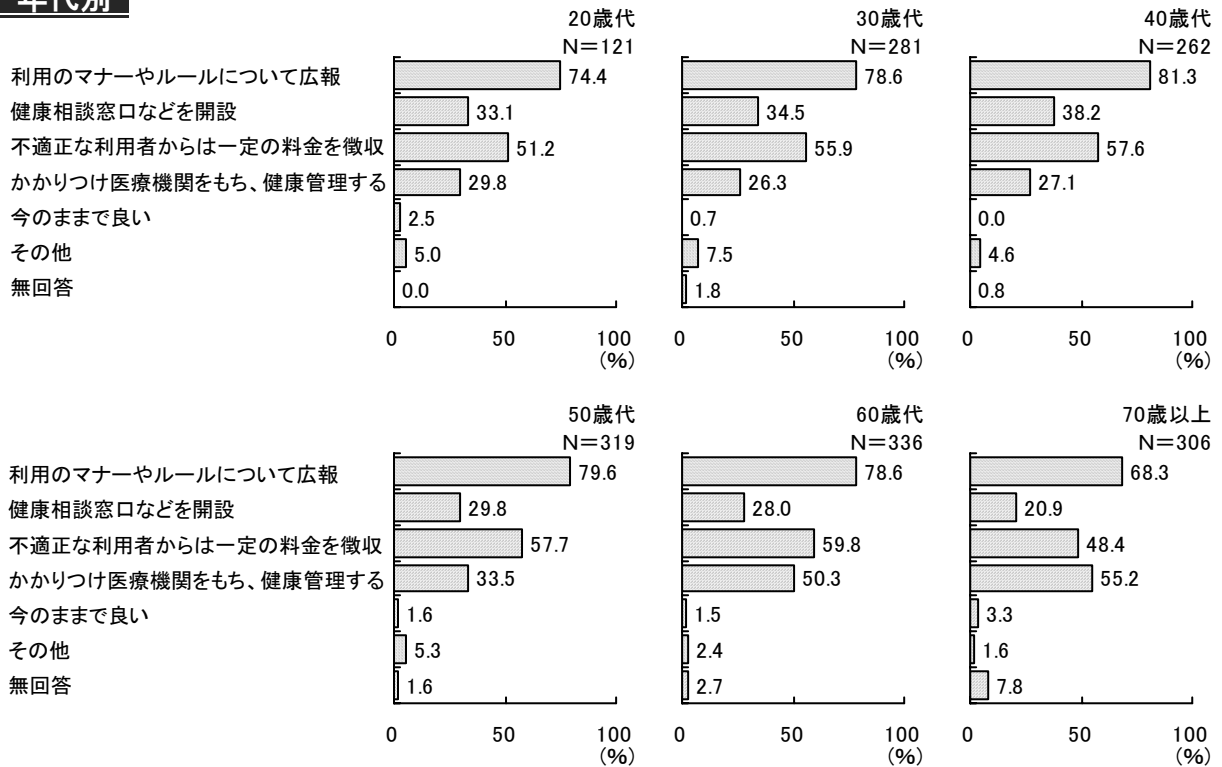 年代別
20歳代
N＝121
30歳代
N＝281
40歳代
N＝262
利用のマナーやルールについて広報 74.4 78.6 81.3
健康相談窓口などを開設 33.1 34.5 38.2
不適正な利用者からは一定の料金を徴収 51.2 55.9 57.6
かかりつけ医療機関をもち、健康管理する 29.8 26.3 27.1
今のままで良い 2.5 0.7 0.0
その他 5.0 7.5 4.6
無回答 0.0 1.8 0.8
0 50 100 0 50 100 0 50 100
(%) (%) (%)
50歳代
N＝319
60歳代
N＝336
70歳以上
N＝306
利用のマナーやルールについて広報 79.6 78.6 68.3
健康相談窓口などを開設 29.8 28.0 20.9
不適正な利用者からは一定の料金を徴収 57.7 59.8 48.4
かかりつけ医療機関をもち、健康管理する 33.5 50.3 55.2
今のままで良い 1.6 1.5 3.3
その他 5.3 2.4 1.6
無回答 1.6 2.7 7.8
0 50 100 0 50 100 0 50 100
(%) (%) (%)